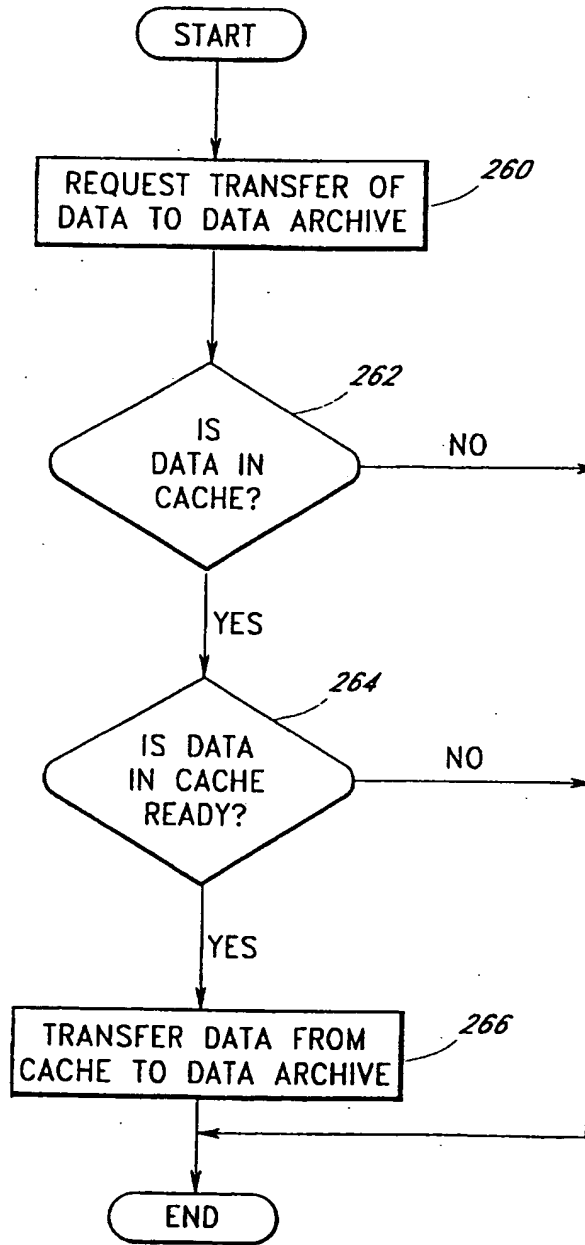 START
REQUEST TRANSFER OF
DATA TO DATA ARCHIVE
260
262
IS
DATA IN
CACHE?
NO
YES
264
IS DATA
IN CACHE
READY?
NO
YES
TRANSFER DATA FROM
CACHE TO DATA ARCHIVE
266
END